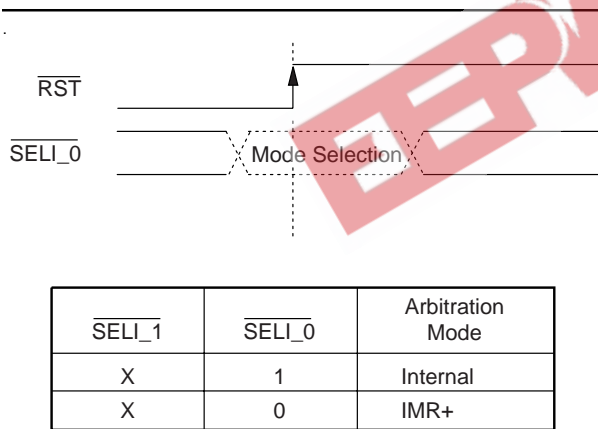 .
RST
SELI_0
Mode Selection
SELI_1 SELI_0 Arbitration Mode
X 1 Internal
X 0 IMR+